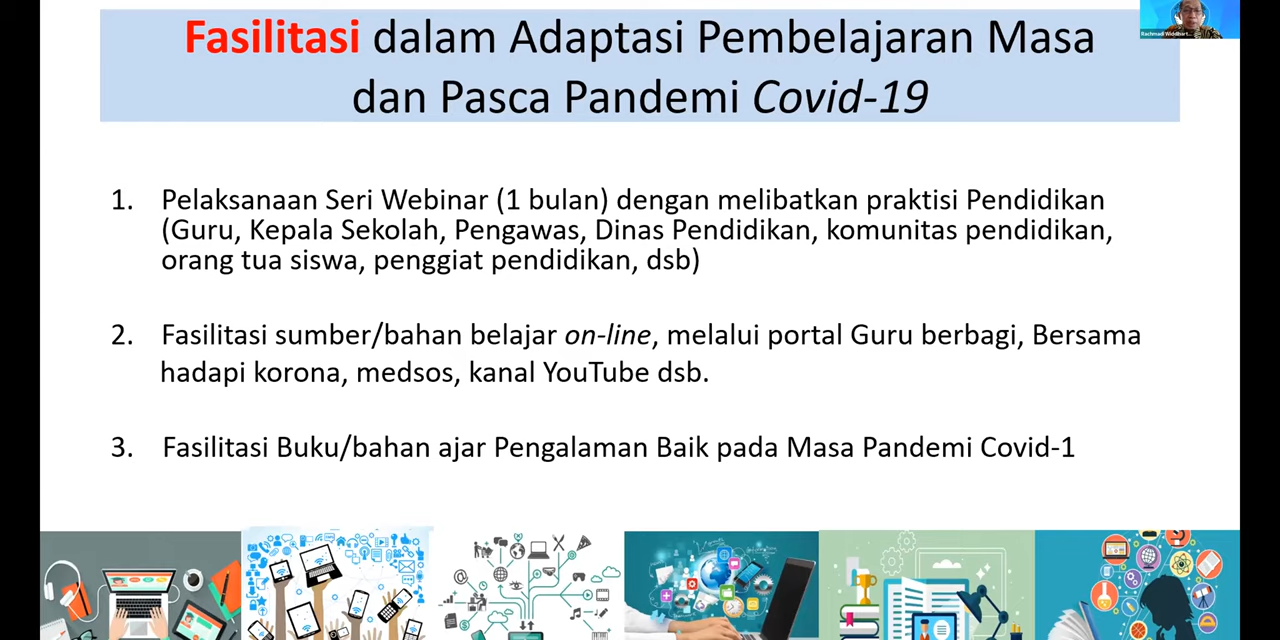 Fasilitasi dalam Adaptasi Pembelajaran Masa
dan Pasca Pandemi Covid-19
1. Pelaksanaan Seri Webinar (1 bulan) dengan melibatkan praktisi Pendidikan
(Guru, Kepala Sekolah, Pengawas, Dinas Pendidikan, komunitas pendidikan,
orang tua siswa, penggiat pendidikan, dsb)
2. Fasilitasi sumber/bahan belajar on-line, melalui portal Guru berbagi, Bersama
hadapi korona, medsos, kanal YouTube dsb.
3. Fasilitasi Buku/bahan ajar Pengalaman Baik pada Masa Pandemi Covid-1